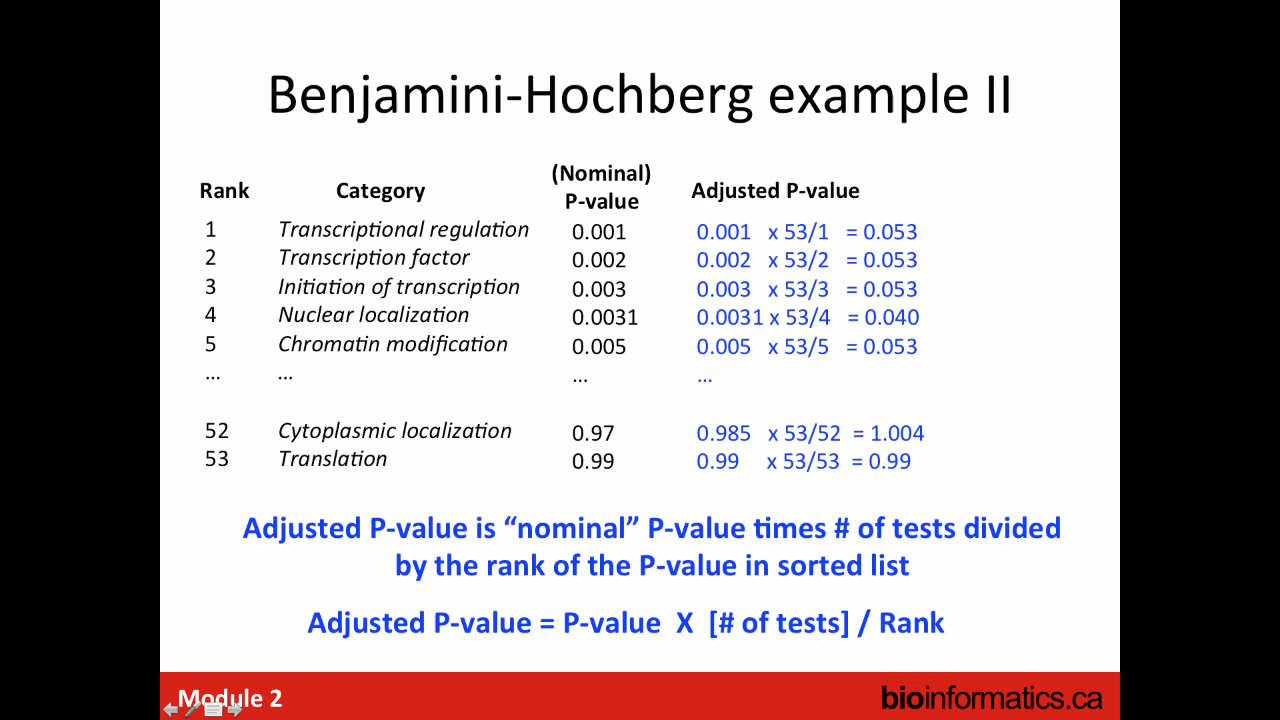 Benjamini-Hochberg example II
Rank Category (Nominal) P-value Adjusted P-value
1 Transcriptional regulation 0.001 0.001 x 53/1 = 0.053
2 Transcription factor 0.002 0.002 x 53/2 = 0.053
3 Initiation of transcription 0.003 0.003 x 53/3 = 0.053
4 Nuclear localization 0.0031 0.0031 x 53/4 = 0.040
5 Chromatin modification 0.005 0.005 x 53/5 = 0.053
... ... ... ...
52 Cytoplasmic localization 0.97 0.985 x 53/52 = 1.004
53 Translation 0.99 0.99 x 53/53 = 0.99
Adjusted P-value is “nominal” P-value times # of tests divided
by the rank of the P-value in sorted list
Adjusted P-value = P-value X [# of tests] / Rank
Module 2
bioinformatics.ca